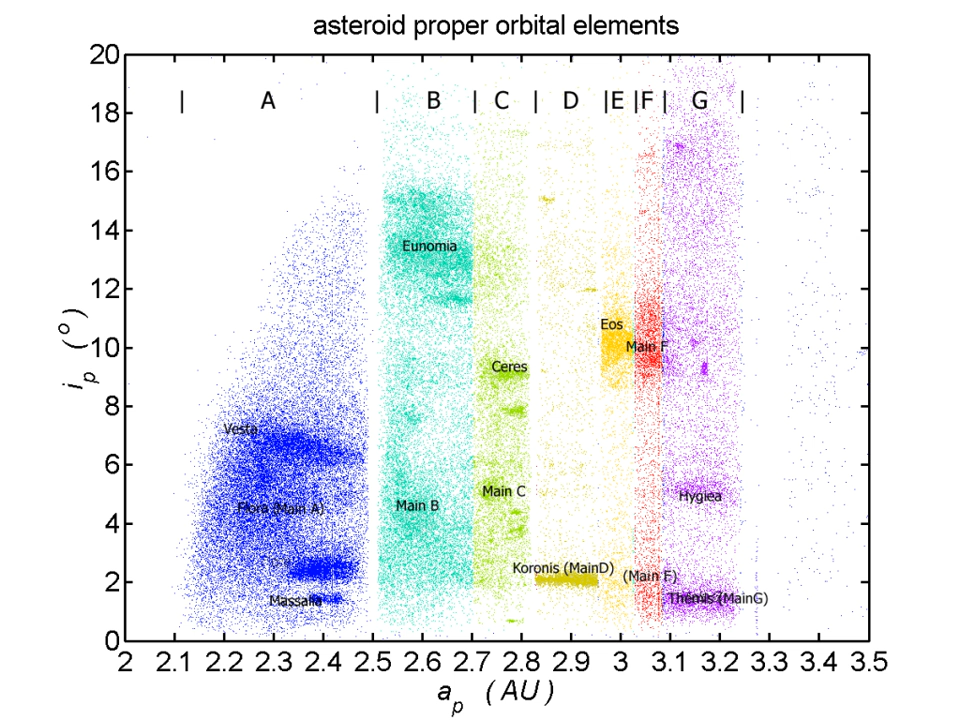 asteroid proper orbital elements
20
18
16
14
12
10
8
6
4
2
0
i_p (°)
| A | B | C | D |E|F| G |
Eunomia
Eos
Main F
Ceres
Vesta
Main C
Hygiea
Main B
Flora (Main A)
Koronis (MainD)
(Main F)
Massalia
Themis (MainG)
2 2.1 2.2 2.3 2.4 2.5 2.6 2.7 2.8 2.9 3 3.1 3.2 3.3 3.4 3.5
a_p (AU)